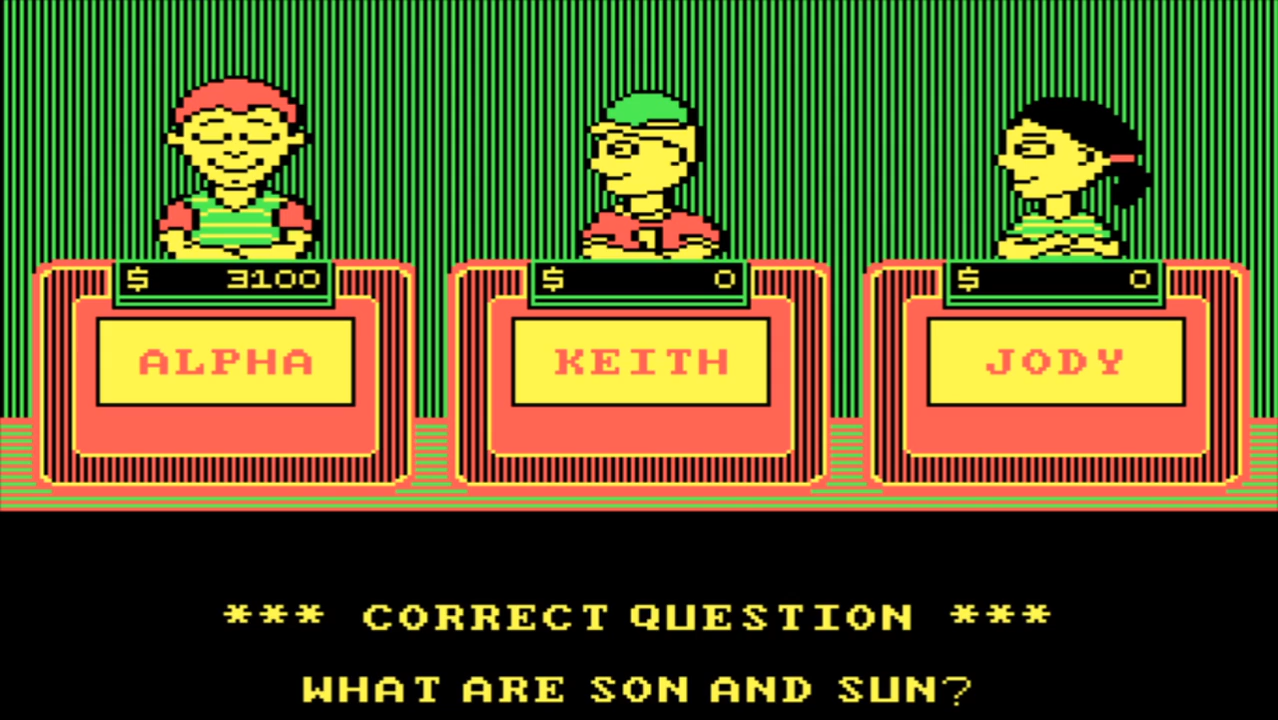 $ 3100
$ 0
$ 0
ALPHA
KEITH
JODY
*** CORRECT QUESTION ***
WHAT ARE SON AND SUN?